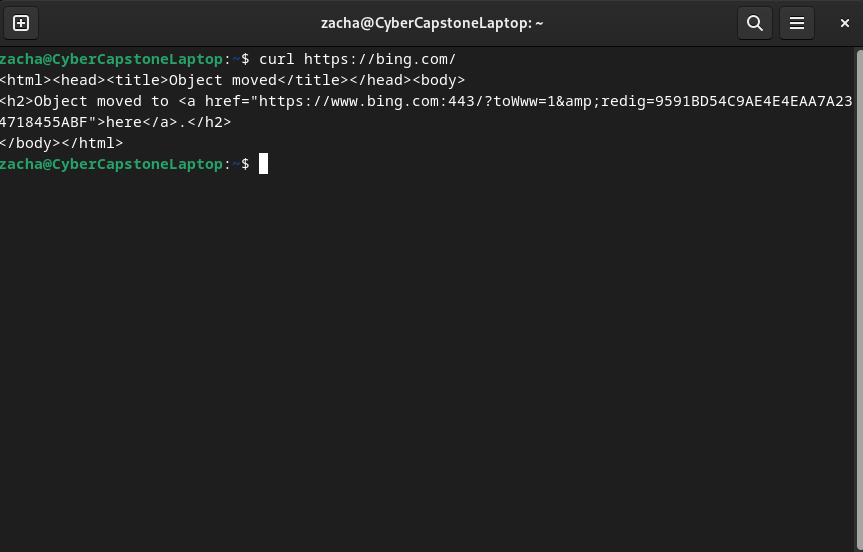 zacha@CyberCapstoneLaptop: ~
zacha@CyberCapstoneLaptop:~$ curl https://bing.com/
<html><head><title>Object moved</title></head><body>
<h2>Object moved to <a href="https://www.bing.com:443/?toWww=1&amp;redig=9591BD54C9AE4E4EAA7A23
4718455ABF">here</a>.</h2>
</body></html>
zacha@CyberCapstoneLaptop:~$